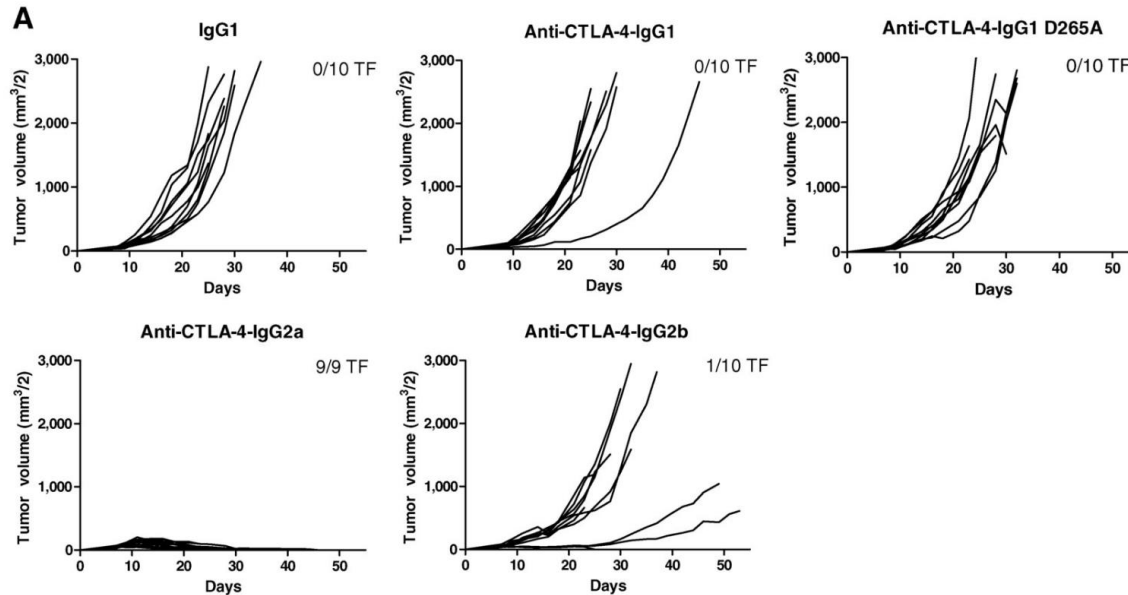 A
IgG1
0/10 TF
Tumor volume (mm³/2)
3,000
2,000
1,000
0
0 10 20 30 40 50
Days
Anti-CTLA-4-IgG1
0/10 TF
Tumor volume (mm³/2)
3,000
2,000
1,000
0
0 10 20 30 40 50
Days
Anti-CTLA-4-IgG1 D265A
0/10 TF
Tumor volume (mm³/2)
3,000
2,000
1,000
0
0 10 20 30 40 50
Days
Anti-CTLA-4-IgG2a
9/9 TF
Tumor volume (mm³/2)
3,000
2,000
1,000
0
0 10 20 30 40 50
Days
Anti-CTLA-4-IgG2b
1/10 TF
Tumor volume (mm³/2)
3,000
2,000
1,000
0
0 10 20 30 40 50
Days